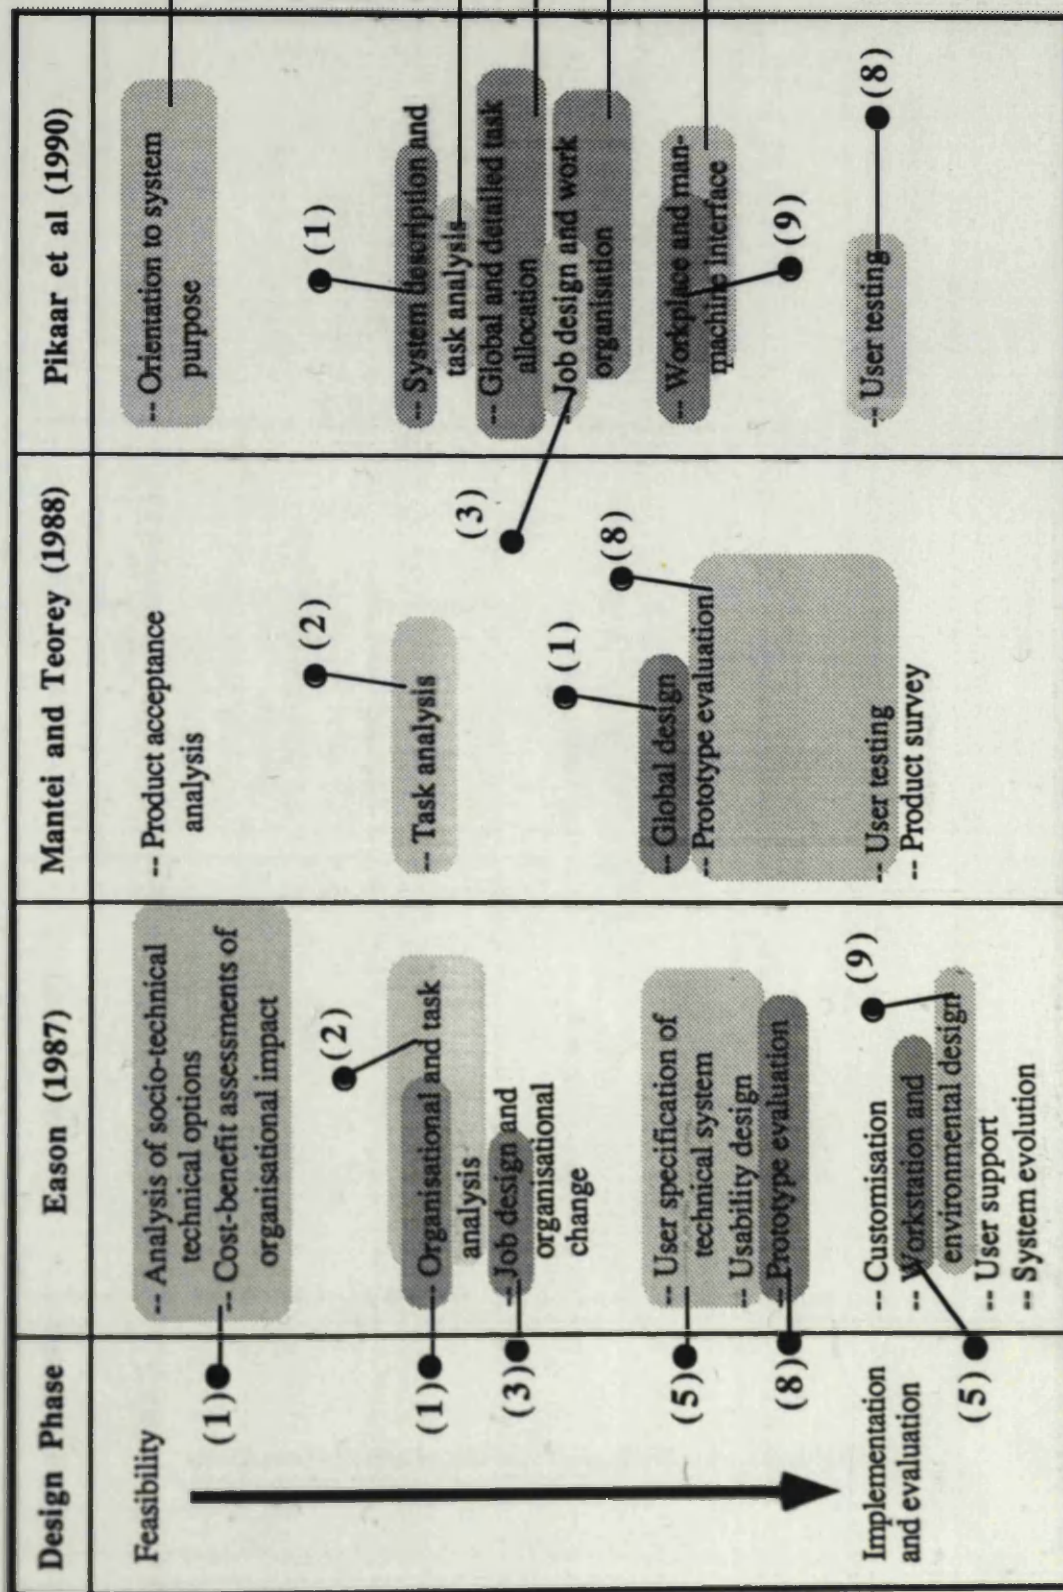 Design Phase
Eason (1987)
Mantei and Teorey (1988)
Pikaar et al (1990)
Feasibility
(1)
(1)
(3)
(5)
(8)
Implementation
and evaluation
(5)
-- Analysis of socio-technical
technical options
-- Cost-benefit assessments of
organisational impact
(2)
-- Organisational and task
analysis
-- Job design and
organisational
change
-- User specification of
technical system
-- Usability design
-- Prototype evaluation
(9)
-- Customisation
-- Workstation and
environmental design
-- User support
-- System evolution
-- Product acceptance
analysis
(2)
-- Task analysis
(3)
(1)
(8)
-- Global design
-- Prototype evaluation
-- User testing
-- Product survey
-- Orientation to system
purpose
(1)
-- System description and
task analysis
-- Global and detailed task
allocation
-- Job design and work
organisation
-- Workplace and man-
machine interface
(9)
-- User testing
(8)